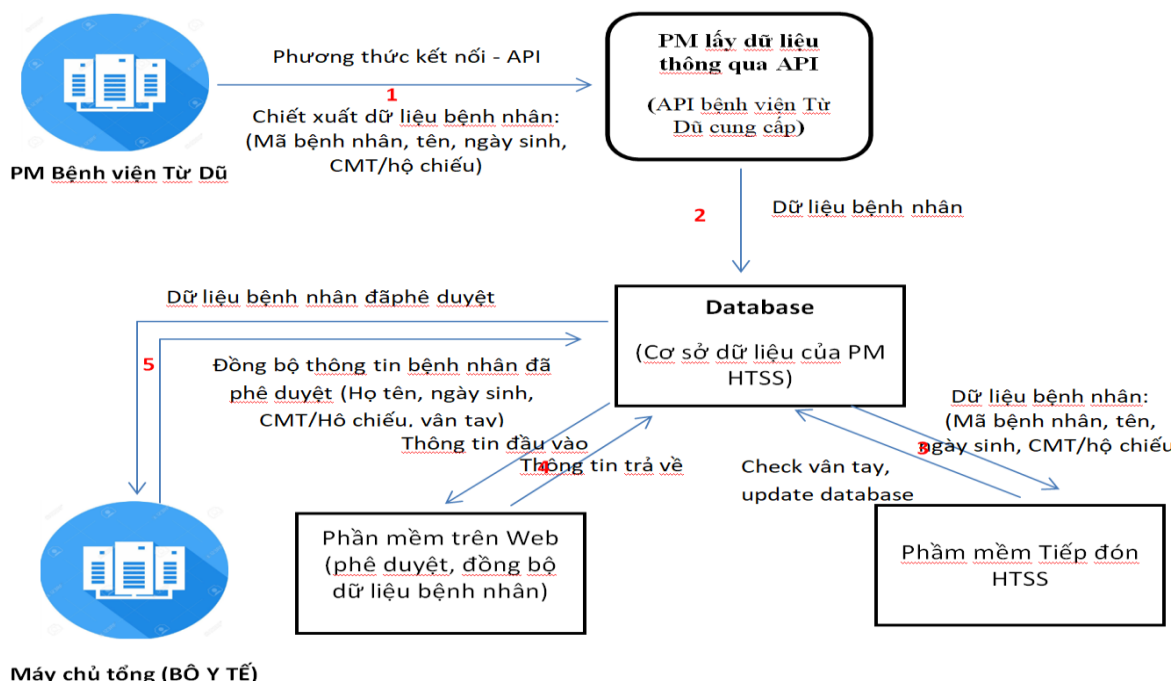 Phương thức kết nối - API
1
Chiết xuất dữ liệu bệnh nhân:
(Mã bệnh nhân, tên, ngày sinh,
CMT/hộ chiếu)
PM Bệnh viện Từ Dũ
PM lấy dữ liệu
thông qua API
(API bệnh viện Từ
Dũ cung cấp)
2
Dữ liệu bệnh nhân
Dữ liệu bệnh nhân đãphê duyệt
5
Đồng bộ thông tin bệnh nhân đã
phê duyệt (Họ tên, ngày sinh,
CMT/Hộ chiếu, vân tay)
Database
(Cơ sở dữ liệu của PM
HTSS)
Thông tin đầu vào
Thông tin trả về
4
Dữ liệu bệnh nhân:
(Mã bệnh nhân, tên,
ngày sinh, CMT/hộ chiếu
3
Check vân tay,
update database
Phần mềm trên Web
(phê duyệt, đồng bộ
dữ liệu bệnh nhân)
Phầm mềm Tiếp đón
HTSS
Máy chủ tổng (BỘ Y TẾ)